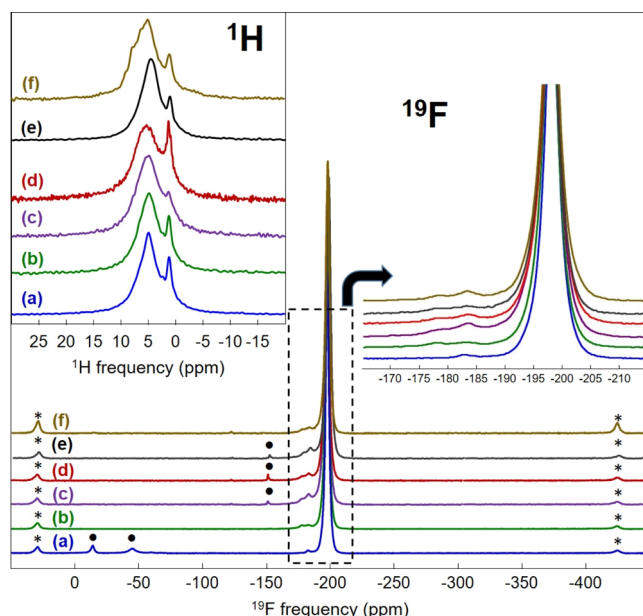 ¹H
(f)
(e)
(d)
(c)
(b)
(a)
25 20 15 10 5 0 -5 -10 -15
¹H frequency (ppm)
¹⁹F
-170 -175 -180 -185 -190 -195 -200 -205 -210
* (f) *
* (e) • *
* (d) • *
* (c) • *
* (b) *
* (a) • • *
0 -50 -100 -150 -200 -250 -300 -350 -400
¹⁹F frequency (ppm)